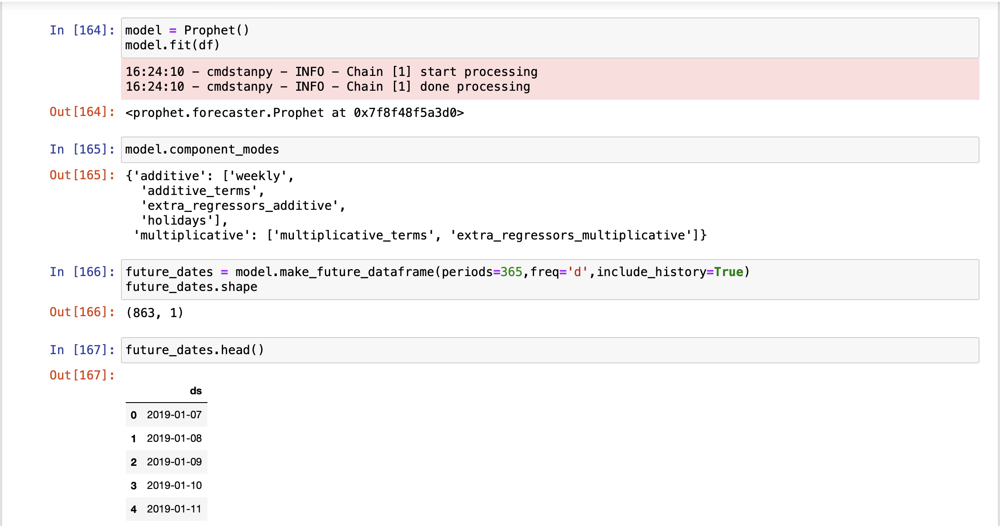 In [164]: model = Prophet()
model.fit(df)
16:24:10 - cmdstanpy - INFO - Chain [1] start processing
16:24:10 - cmdstanpy - INFO - Chain [1] done processing
Out[164]: <prophet.forecaster.Prophet at 0x7f8f48f5a3d0>
In [165]: model.component_modes
Out[165]: {'additive': ['weekly',
'additive_terms',
'extra_regressors_additive',
'holidays'],
'multiplicative': ['multiplicative_terms', 'extra_regressors_multiplicative']}
In [166]: future_dates = model.make_future_dataframe(periods=365,freq='d',include_history=True)
future_dates.shape
Out[166]: (863, 1)
In [167]: future_dates.head()
Out[167]:
ds
0 2019-01-07
1 2019-01-08
2 2019-01-09
3 2019-01-10
4 2019-01-11